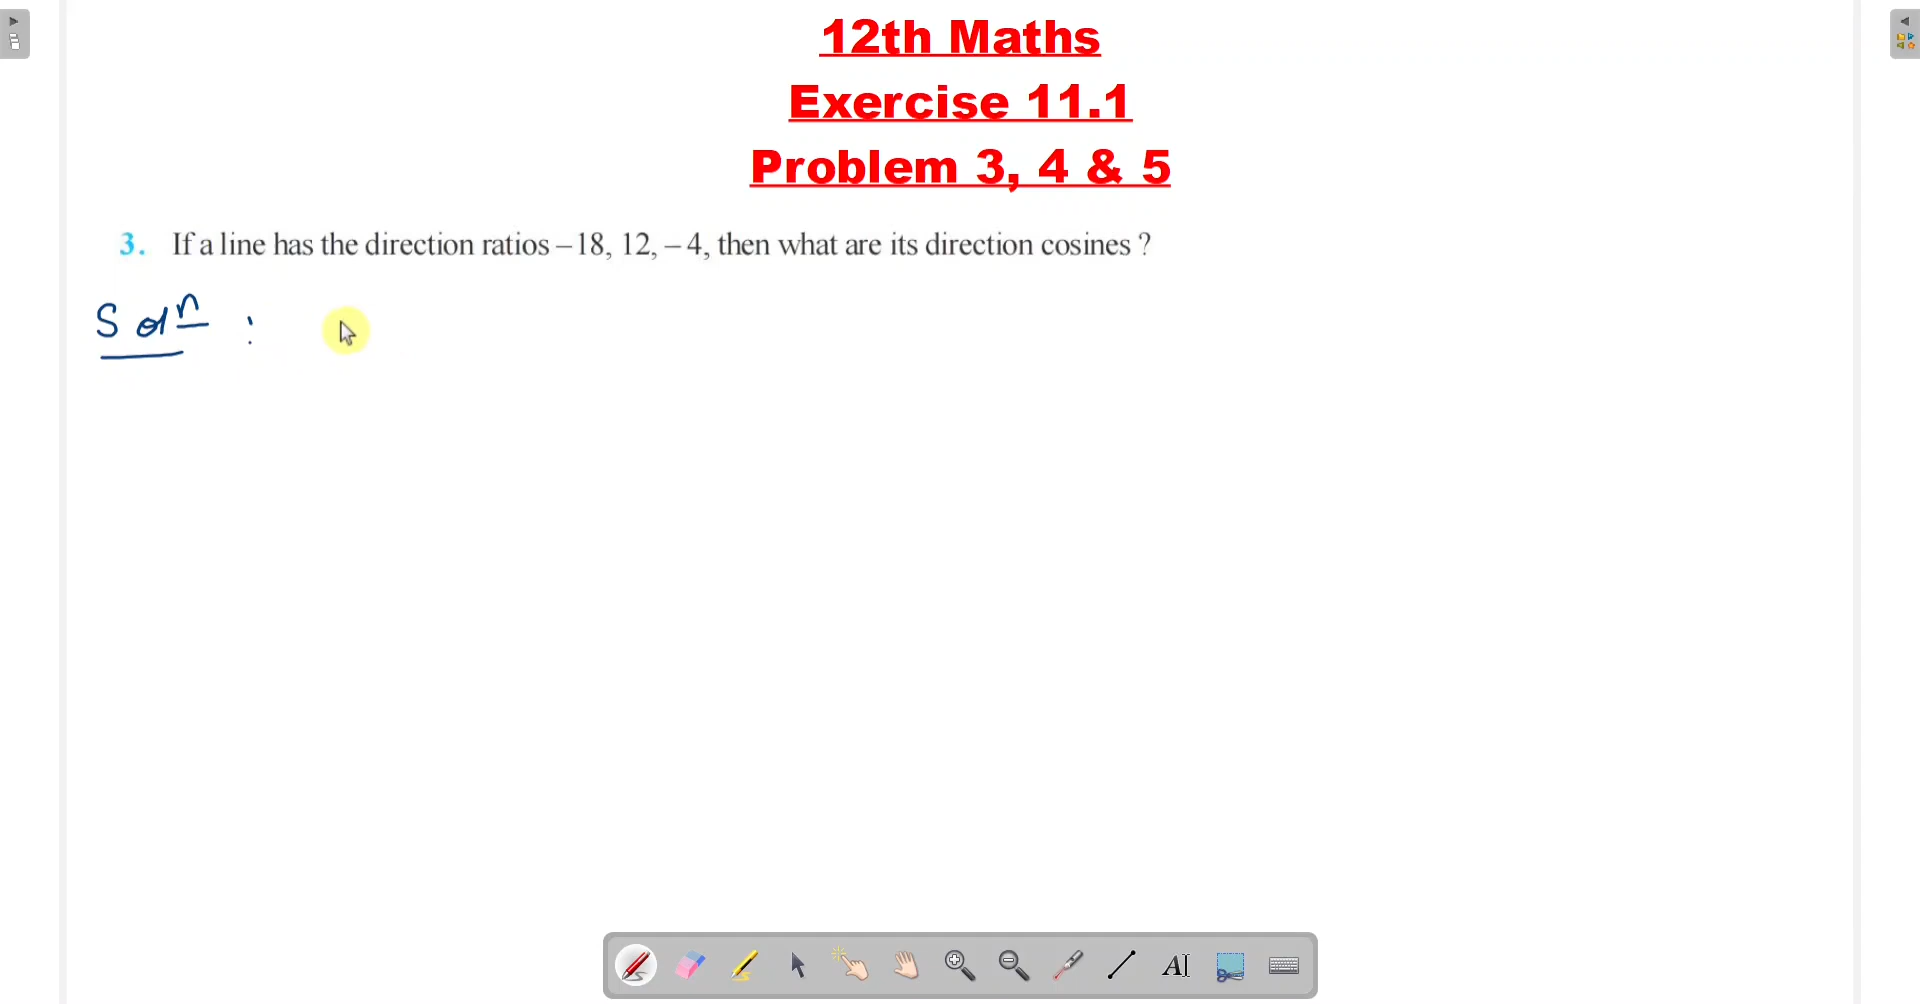 12th Maths
Exercise 11.1
Problem 3, 4 & 5
3. If a line has the direction ratios –18, 12, – 4, then what are its direction cosines ?
Soln :
AI